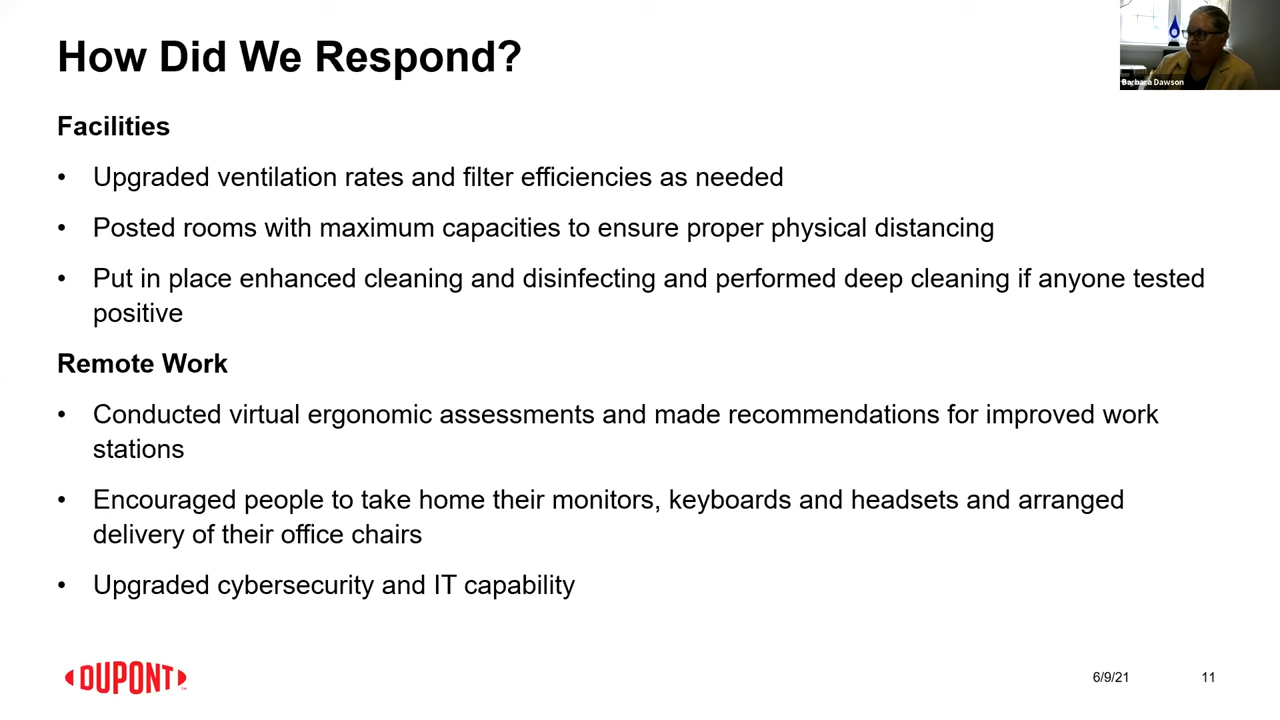 How Did We Respond?
Barbara Dawson
Facilities
• Upgraded ventilation rates and filter efficiencies as needed
• Posted rooms with maximum capacities to ensure proper physical distancing
• Put in place enhanced cleaning and disinfecting and performed deep cleaning if anyone tested
positive
Remote Work
• Conducted virtual ergonomic assessments and made recommendations for improved work
stations
• Encouraged people to take home their monitors, keyboards and headsets and arranged
delivery of their office chairs
• Upgraded cybersecurity and IT capability
DUPONT™
6/9/21 11